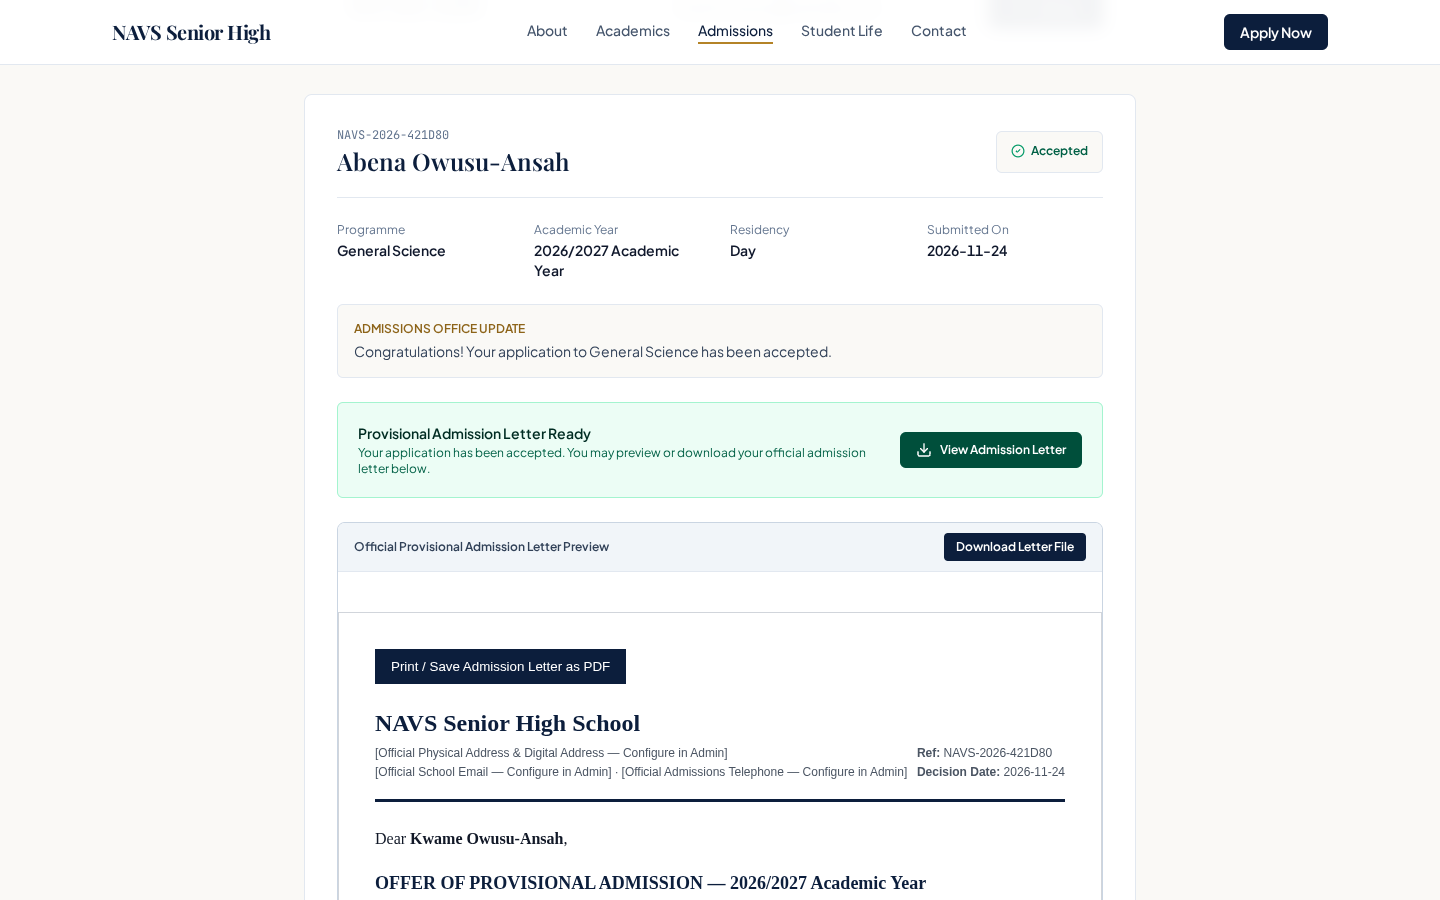 NAVS Senior High
About
Academics
Admissions
Student Life
Contact
Apply Now
NAVS-2026-421D80
Abena Owusu-Ansah
Accepted
Programme
General Science
Academic Year
2026/2027 Academic
Year
Residency
Day
Submitted On
2026-11-24
ADMISSIONS OFFICE UPDATE
Congratulations! Your application to General Science has been accepted.
Provisional Admission Letter Ready
Your application has been accepted. You may preview or download your official admission
letter below.
View Admission Letter
Official Provisional Admission Letter Preview
Download Letter File
Print / Save Admission Letter as PDF
NAVS Senior High School
[Official Physical Address & Digital Address — Configure in Admin]
[Official School Email — Configure in Admin] · [Official Admissions Telephone — Configure in Admin]
Ref: NAVS-2026-421D80
Decision Date: 2026-11-24
Dear Kwame Owusu-Ansah,
OFFER OF PROVISIONAL ADMISSION — 2026/2027 Academic Year